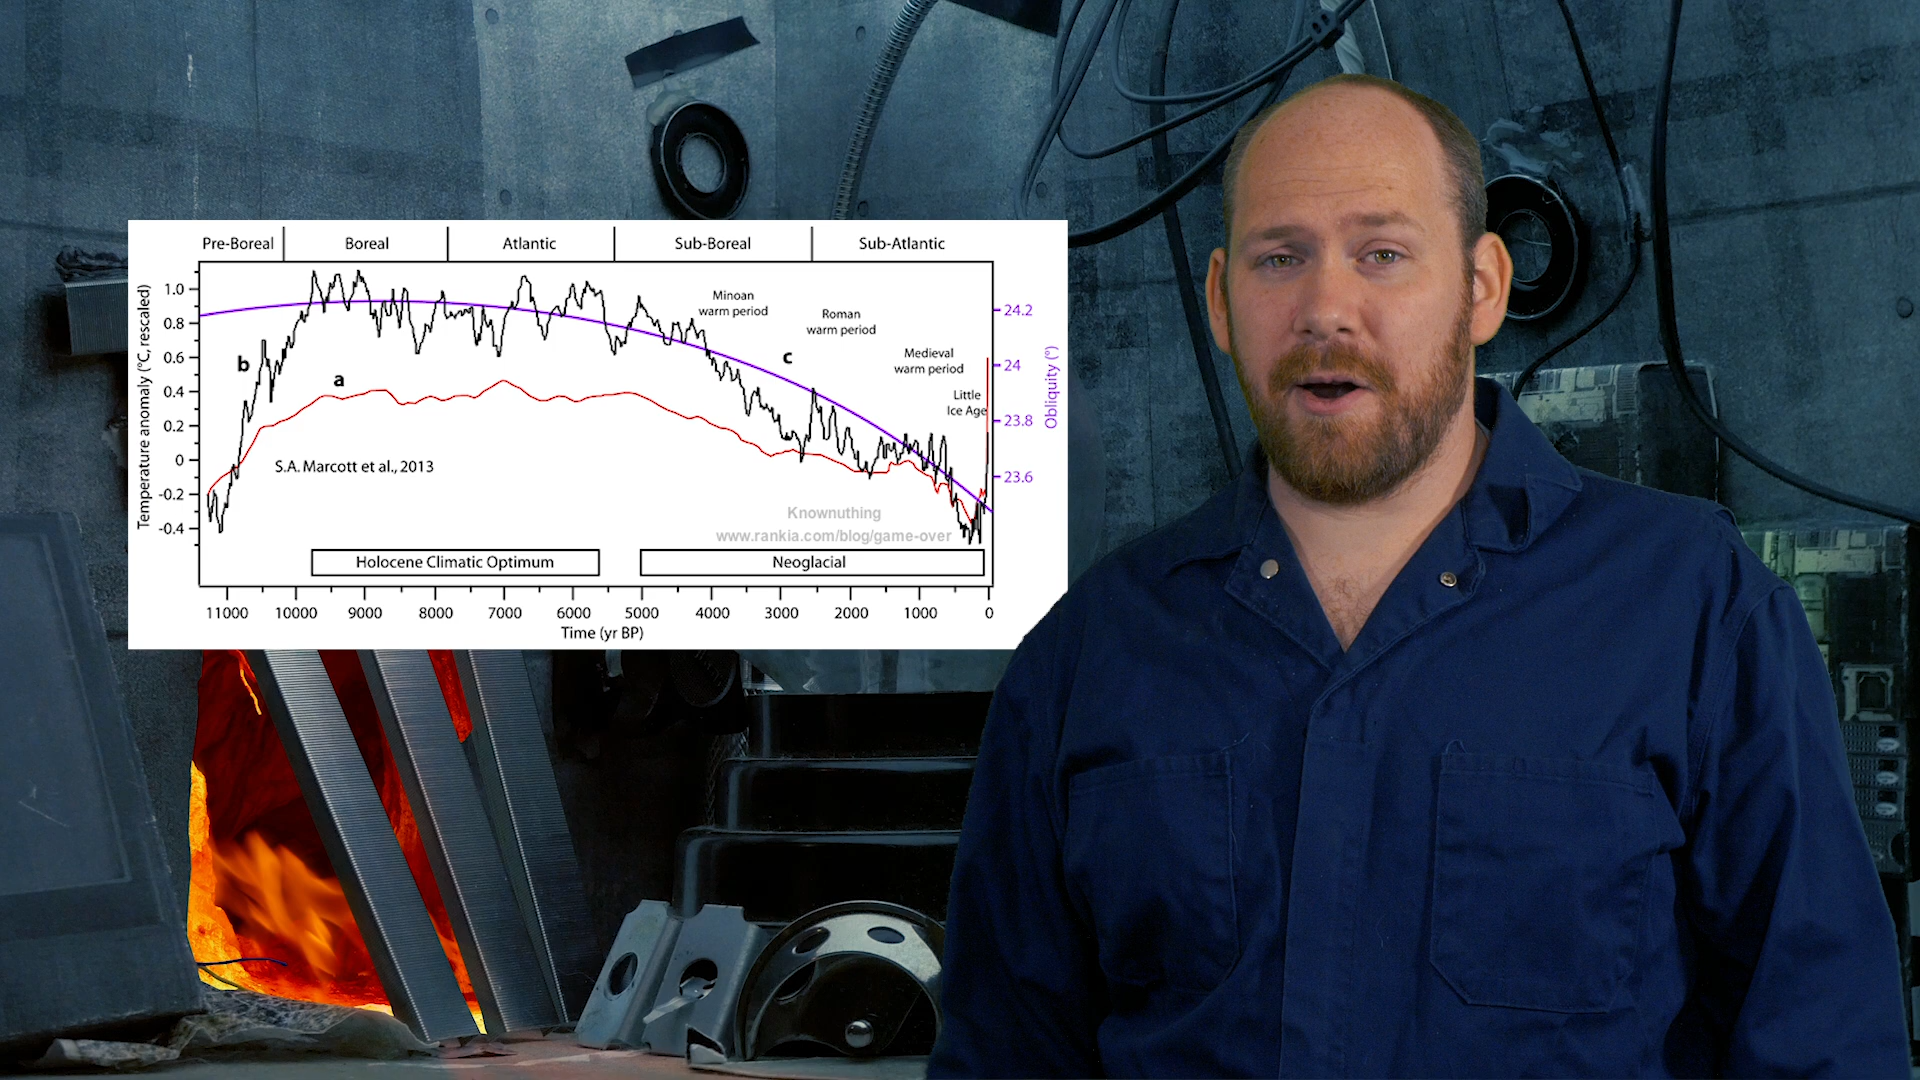 Pre-Boreal
Boreal
Atlantic
Sub-Boreal
Sub-Atlantic
Temperature anomaly (°C, rescaled)
1.0
0.8
0.6
0.4
0.2
0
-0.2
-0.4
b
a
c
Minoan
warm period
Roman
warm period
Medieval
warm period
Little
Ice Age
24.2
24
23.8
23.6
Obliquity (°)
S.A. Marcott et al., 2013
Knownuthing
www.rankia.com/blog/game-over
Holocene Climatic Optimum
Neoglacial
11000 10000 9000 8000 7000 6000 5000 4000 3000 2000 1000 0
Time (yr BP)